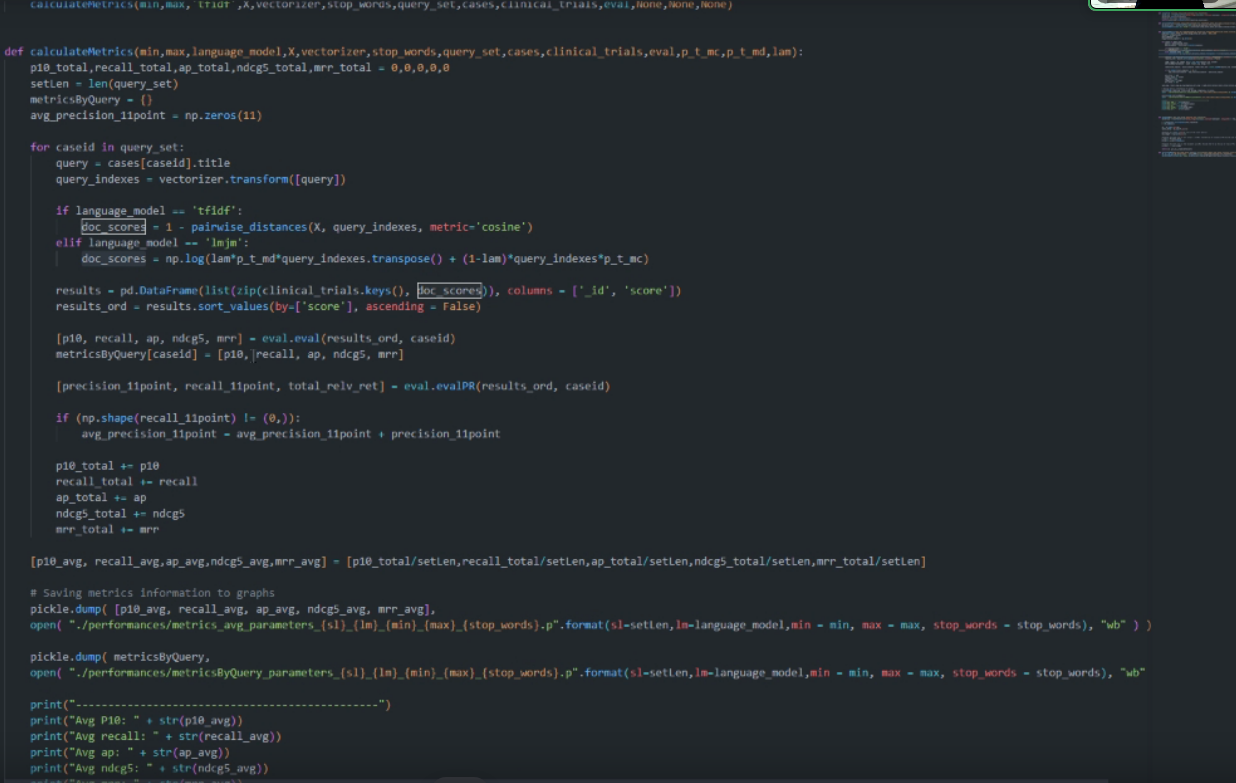 calculateMetrics(min,max,'tfidf',X,vectorizer,stop_words,query_set,cases,clinical_trials,eval,None,None,None)
def calculateMetrics(min,max,language_model,X,vectorizer,stop_words,query_set,cases,clinical_trials,eval,p_t_mc,p_t_md,lam):
p10_total,recall_total,ap_total,ndcg5_total,mrr_total = 0,0,0,0,0
setLen = len(query_set)
metricsByQuery = {}
avg_precision_11point = np.zeros(11)
for caseid in query_set:
query = cases[caseid].title
query_indexes = vectorizer.transform([query])
if language_model == 'tfidf':
doc_scores = 1 - pairwise_distances(X, query_indexes, metric='cosine')
elif language_model == 'lmjm':
doc_scores = np.log(lam*p_t_md*query_indexes.transpose() + (1-lam)*query_indexes*p_t_mc)
results = pd.DataFrame(list(zip(clinical_trials.keys(), doc_scores)), columns = ['_id', 'score'])
results_ord = results.sort_values(by=['score'], ascending = False)
[p10, recall, ap, ndcg5, mrr] = eval.eval(results_ord, caseid)
metricsByQuery[caseid] = [p10, recall, ap, ndcg5, mrr]
[precision_11point, recall_11point, total_relv_ret] = eval.evalPR(results_ord, caseid)
if (np.shape(recall_11point) != (0,)):
avg_precision_11point = avg_precision_11point + precision_11point
p10_total += p10
recall_total += recall
ap_total += ap
ndcg5_total += ndcg5
mrr_total += mrr
[p10_avg, recall_avg,ap_avg,ndcg5_avg,mrr_avg] = [p10_total/setLen,recall_total/setLen,ap_total/setLen,ndcg5_total/setLen,mrr_total/setLen]
# Saving metrics information to graphs
pickle.dump( [p10_avg, recall_avg, ap_avg, ndcg5_avg, mrr_avg],
open( "./performances/metrics_avg_parameters_{sl}_{lm}_{min}_{max}_{stop_words}.p".format(sl=setLen,lm=language_model,min = min, max = max, stop_words = stop_words), "wb" ) )
pickle.dump( metricsByQuery,
open( "./performances/metricsByQuery_parameters_{sl}_{lm}_{min}_{max}_{stop_words}.p".format(sl=setLen,lm=language_model,min = min, max = max, stop_words = stop_words), "wb"
print("-----------------------------------------------")
print("Avg P10: " + str(p10_avg))
print("Avg recall: " + str(recall_avg))
print("Avg ap: " + str(ap_avg))
print("Avg ndcg5: " + str(ndcg5_avg))